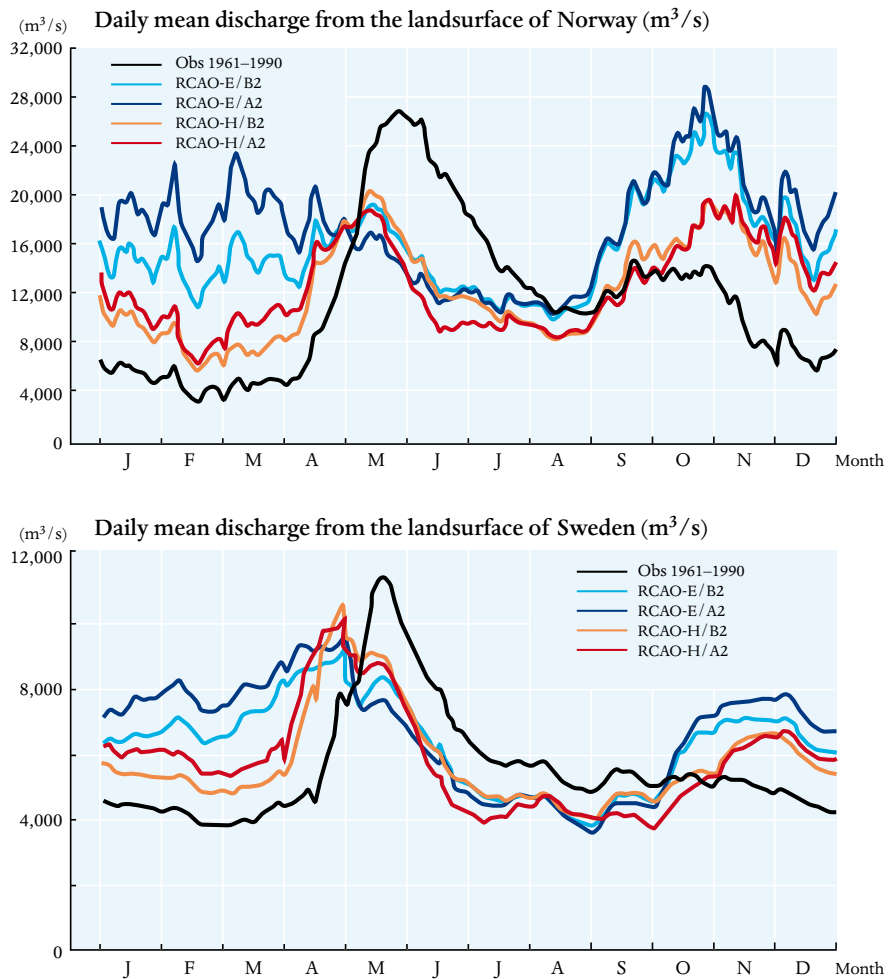 Daily mean discharge from the landsurface of Norway (m³/s)
(m³/s)
32,000
28,000
24,000
20,000
16,000
12,000
8,000
4,000
0
Obs 1961–1990
RCAO-E/B2
RCAO-E/A2
RCAO-H/B2
RCAO-H/A2
J F M A M J J A S O N D Month
Daily mean discharge from the landsurface of Sweden (m³/s)
(m³/s)
12,000
8,000
4,000
0
Obs 1961–1990
RCAO-E/B2
RCAO-E/A2
RCAO-H/B2
RCAO-H/A2
J F M A M J J A S O N D Month